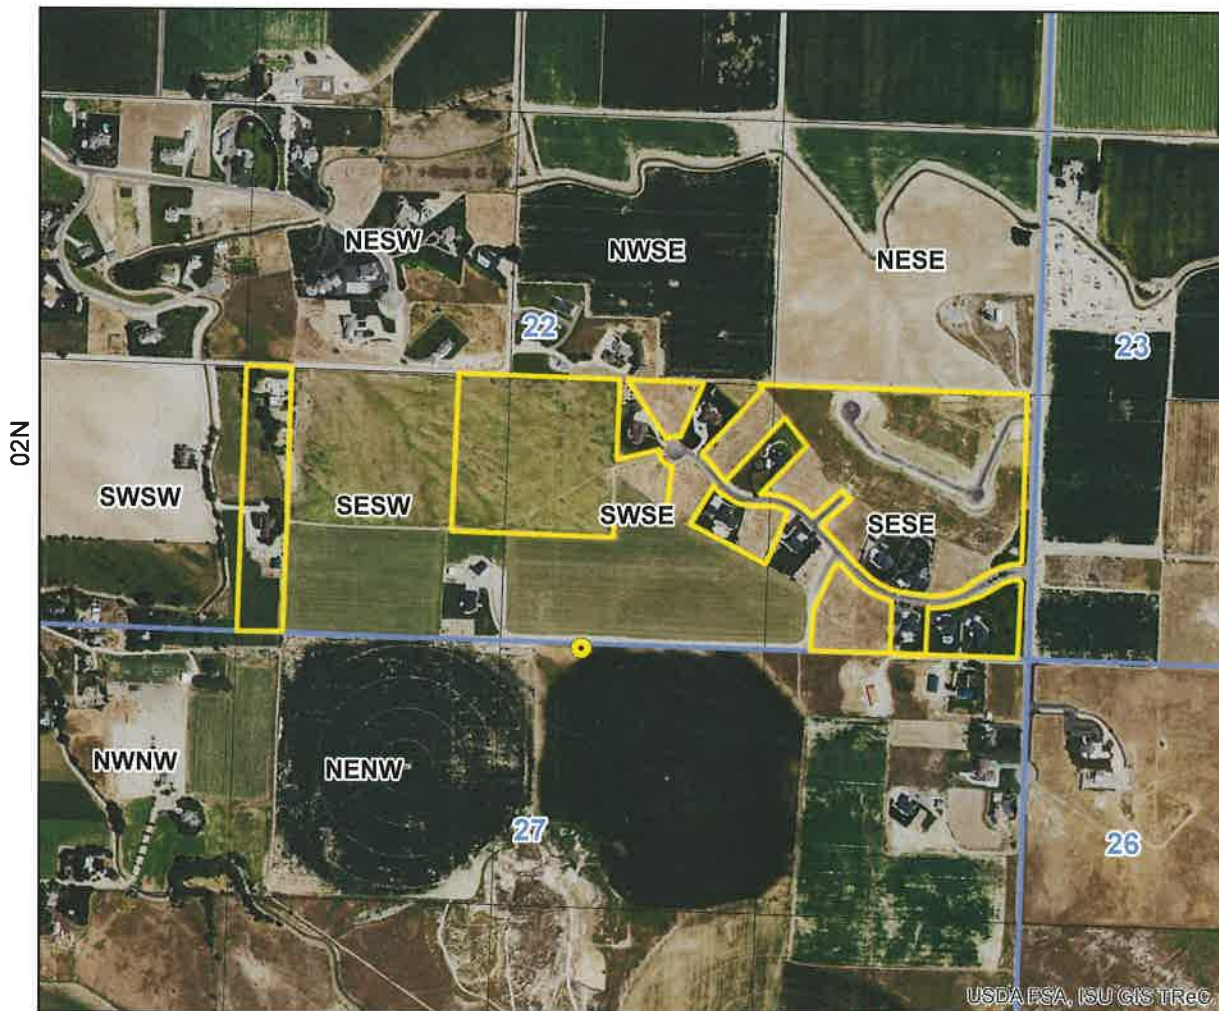 NESW
NWSE
NESE
22
23
02N
SWSW
SESW
SWSE
SESE
NWNW
NENW
27
26
USDA FSA, ISU GIS TReC